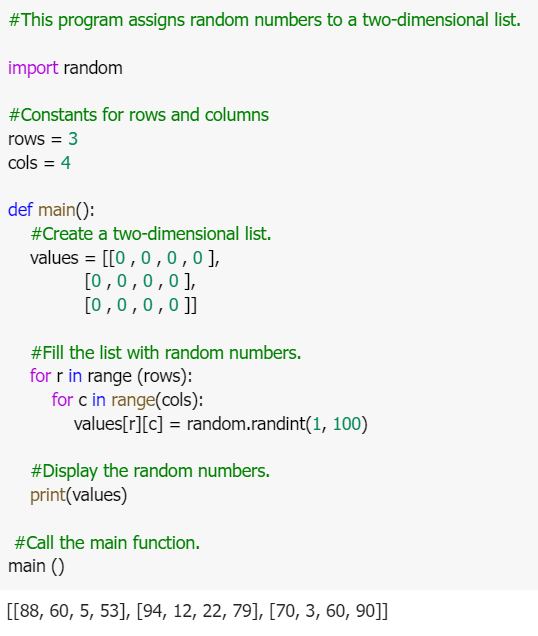 #This program assigns random numbers to a two-dimensional list.
import random
#Constants for rows and columns
rows = 3
cols = 4
def main():
#Create a two-dimensional list.
values = [[0 , 0 , 0 , 0 ],
[0 , 0 , 0 , 0 ],
[0 , 0 , 0 , 0 ]]
#Fill the list with random numbers.
for r in range (rows):
for c in range(cols):
values[r][c] = random.randint(1, 100)
#Display the random numbers.
print(values)
#Call the main function.
main ()
[[88, 60, 5, 53], [94, 12, 22, 79], [70, 3, 60, 90]]